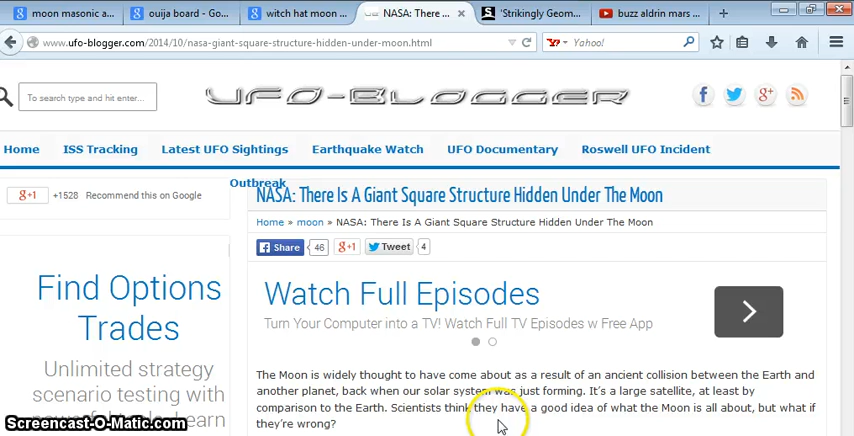 moon masonic a...
ouija board - Go...
witch hat moon ...
NASA: There ...
'Strikingly Geom...
buzz aldrin mars ...
www.ufo-blogger.com/2014/10/nasa-giant-square-structure-hidden-under-moon.html
Yahoo!
To search type and hit enter...
UFO-BLOGGER
Home
ISS Tracking
Latest UFO Sightings
Earthquake Watch
UFO Documentary
Roswell UFO Incident
Outbreak
g+1 +1528 Recommend this on Google
NASA: There Is A Giant Square Structure Hidden Under The Moon
Home » moon » NASA: There Is A Giant Square Structure Hidden Under The Moon
Share 46 g+1 Tweet 4
Find Options
Trades
Unlimited strategy
scenario testing with
Learn
Watch Full Episodes
Turn Your Computer into a TV! Watch Full TV Episodes w Free App
The Moon is widely thought to have come about as a result of an ancient collision between the Earth and
another planet, back when our solar system was just forming. It's a large satellite, at least by
comparison to the Earth. Scientists think they have a good idea of what the Moon is all about, but what if
they're wrong?
Screencast-O-Matic.com